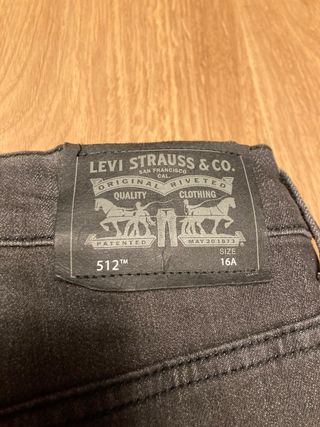 LEVI STRAUSS & CO.
SAN FRANCISCO
CAL.
ORIGINAL RIVETED
QUALITY CLOTHING
PATENTED MAY 20 1873
512™
SIZE
16A